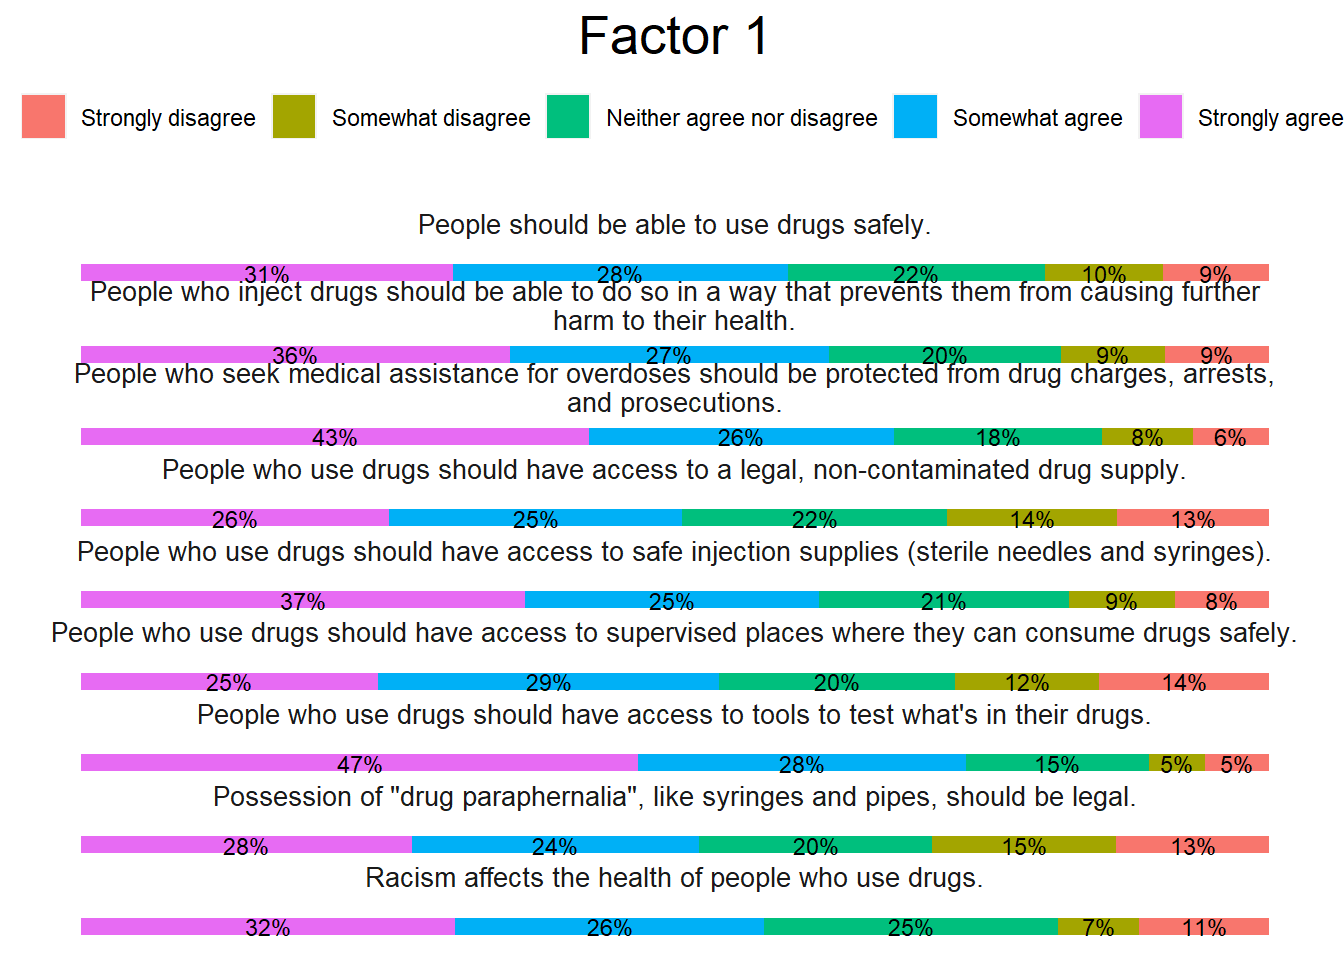 Factor 1
Strongly disagree Somewhat disagree Neither agree nor disagree Somewhat agree Strongly agree
People should be able to use drugs safely.
31% 28% 22% 10% 9%
People who inject drugs should be able to do so in a way that prevents them from causing further
harm to their health.
36% 27% 20% 9% 9%
People who seek medical assistance for overdoses should be protected from drug charges, arrests,
and prosecutions.
43% 26% 18% 8% 6%
People who use drugs should have access to a legal, non-contaminated drug supply.
26% 25% 22% 14% 13%
People who use drugs should have access to safe injection supplies (sterile needles and syringes).
37% 25% 21% 9% 8%
People who use drugs should have access to supervised places where they can consume drugs safely.
25% 29% 20% 12% 14%
People who use drugs should have access to tools to test what's in their drugs.
47% 28% 15% 5% 5%
Possession of "drug paraphernalia", like syringes and pipes, should be legal.
28% 24% 20% 15% 13%
Racism affects the health of people who use drugs.
32% 26% 25% 7% 11%